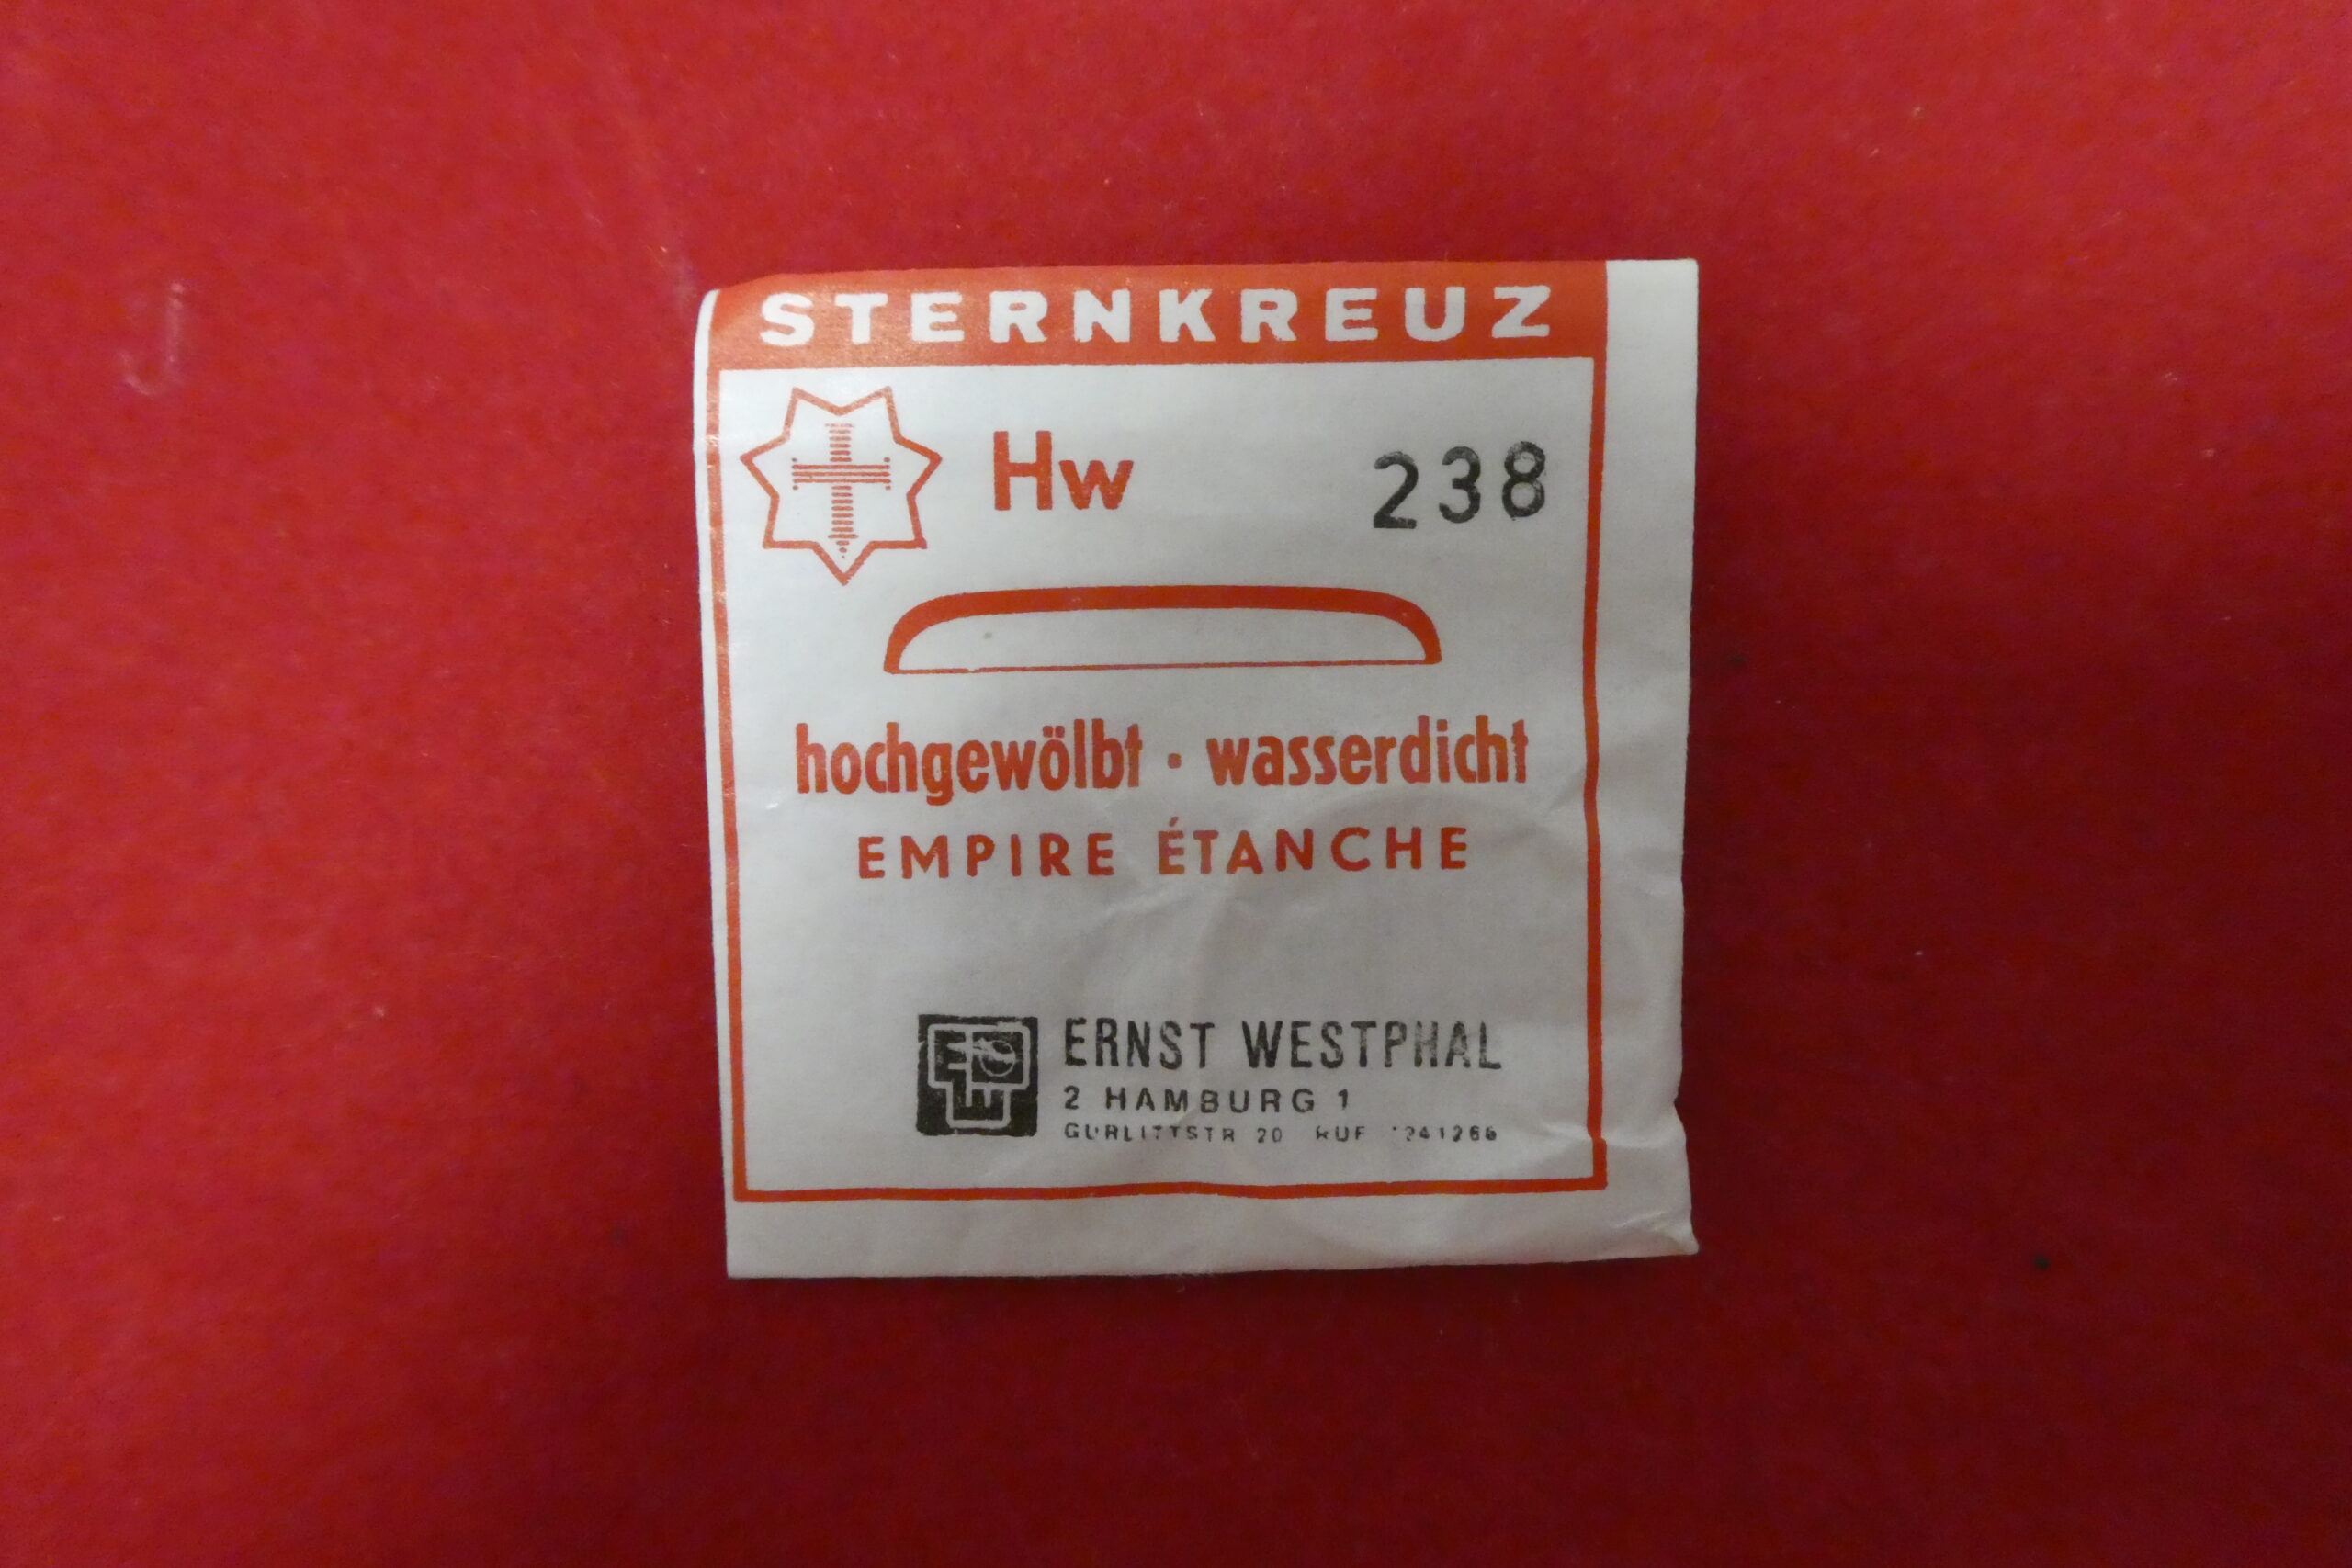 STERNKREUZ
Hw 238
hochgewölbt · wasserdicht
EMPIRE ÉTANCHE
ERNST WESTPHAL
2 HAMBURG 1
GURLITTSTR 20 RUF 241266